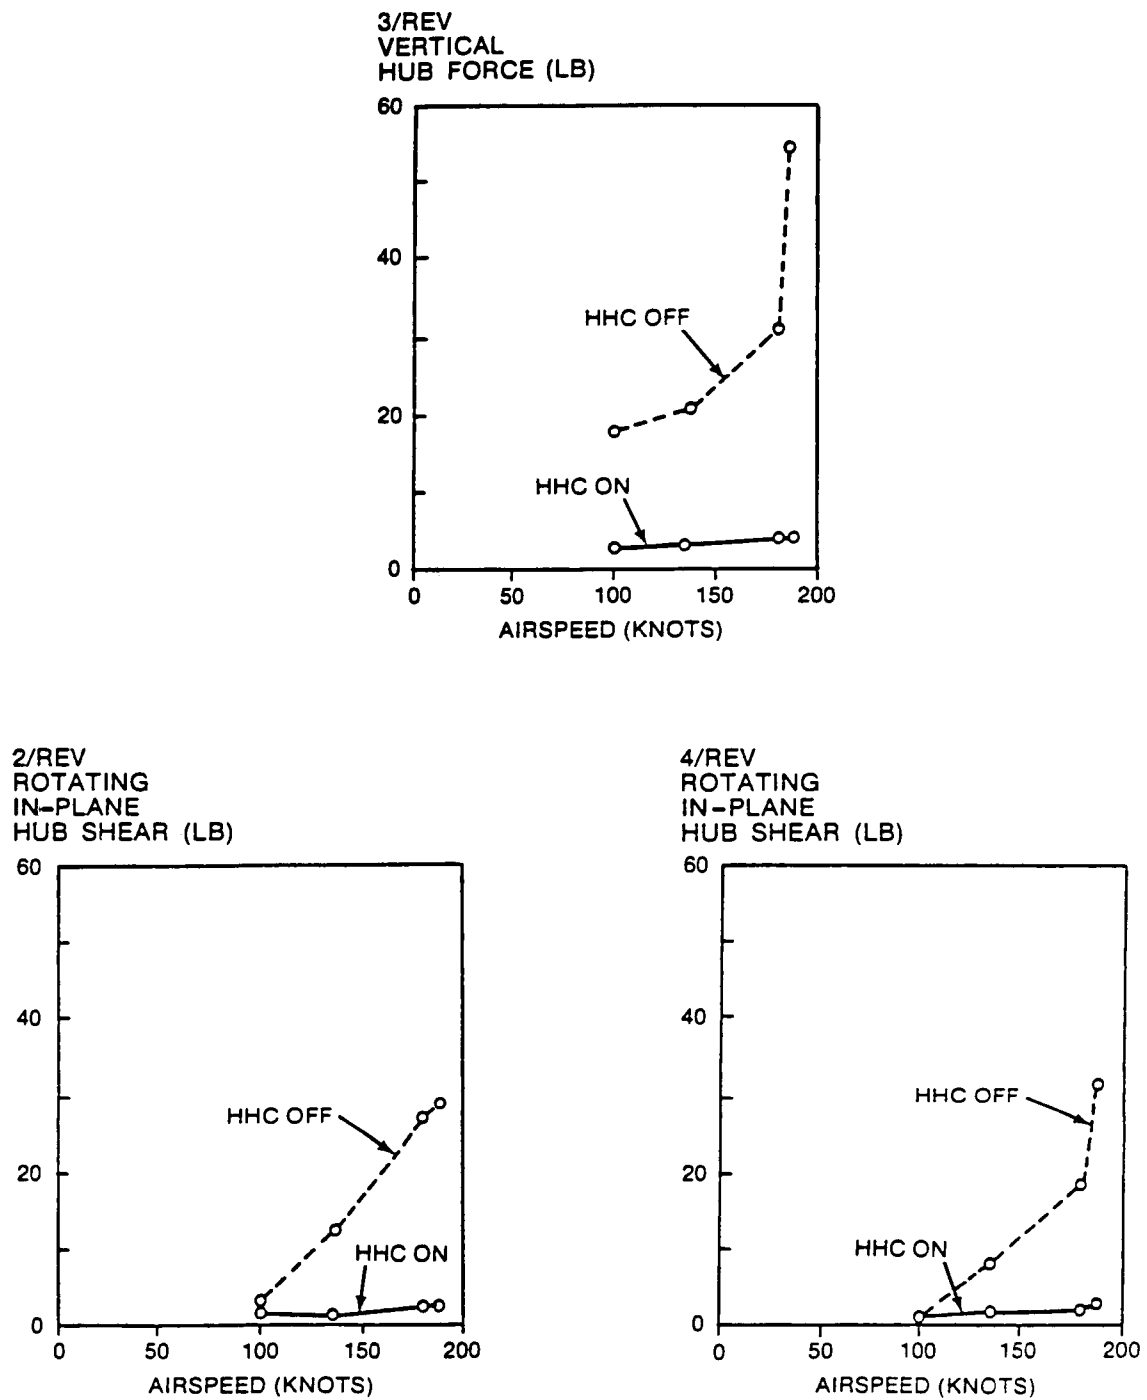 3/REV
VERTICAL
HUB FORCE (LB)
60
40
HHC OFF
20
HHC ON
0
0 50 100 150 200
AIRSPEED (KNOTS)
2/REV
ROTATING
IN-PLANE
HUB SHEAR (LB)
60
40
HHC OFF
20
HHC ON
0
0 50 100 150 200
AIRSPEED (KNOTS)
4/REV
ROTATING
IN-PLANE
HUB SHEAR (LB)
60
40
HHC OFF
20
HHC ON
0
0 50 100 150 200
AIRSPEED (KNOTS)